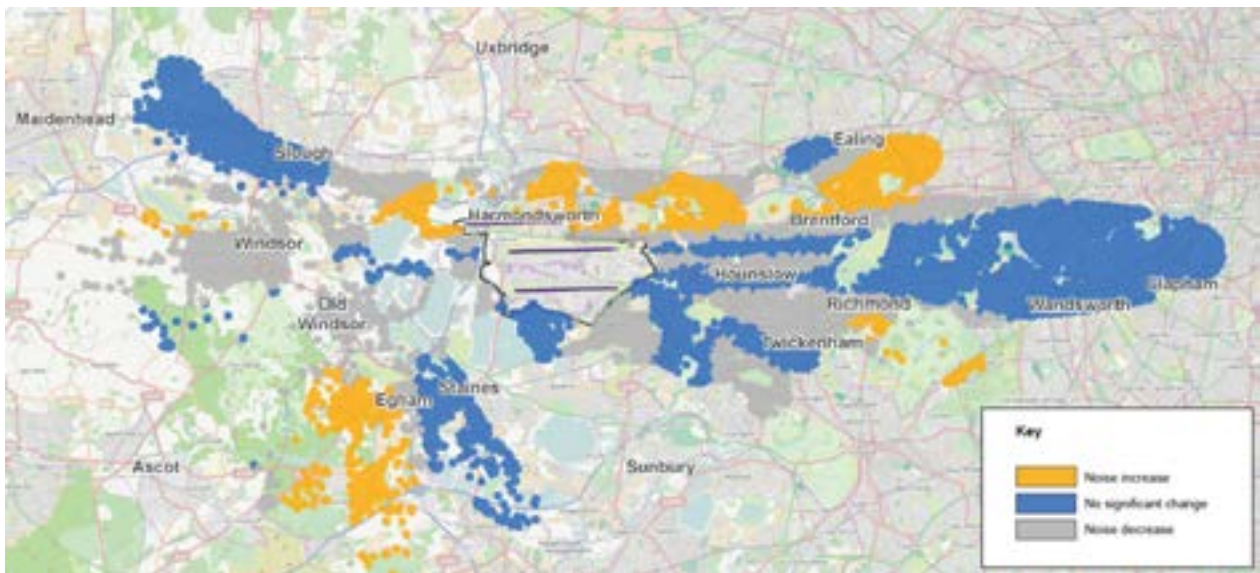 Uxbridge
Maidenhead
Slough
Ealing
Harmondsworth
Brentford
Windsor
Hounslow
Clapham
Old
Windsor
Richmond
Wandsworth
Twickenham
Staines
Egham
Ascot
Sunbury
Key
Noise increase
No significant change
Noise decrease